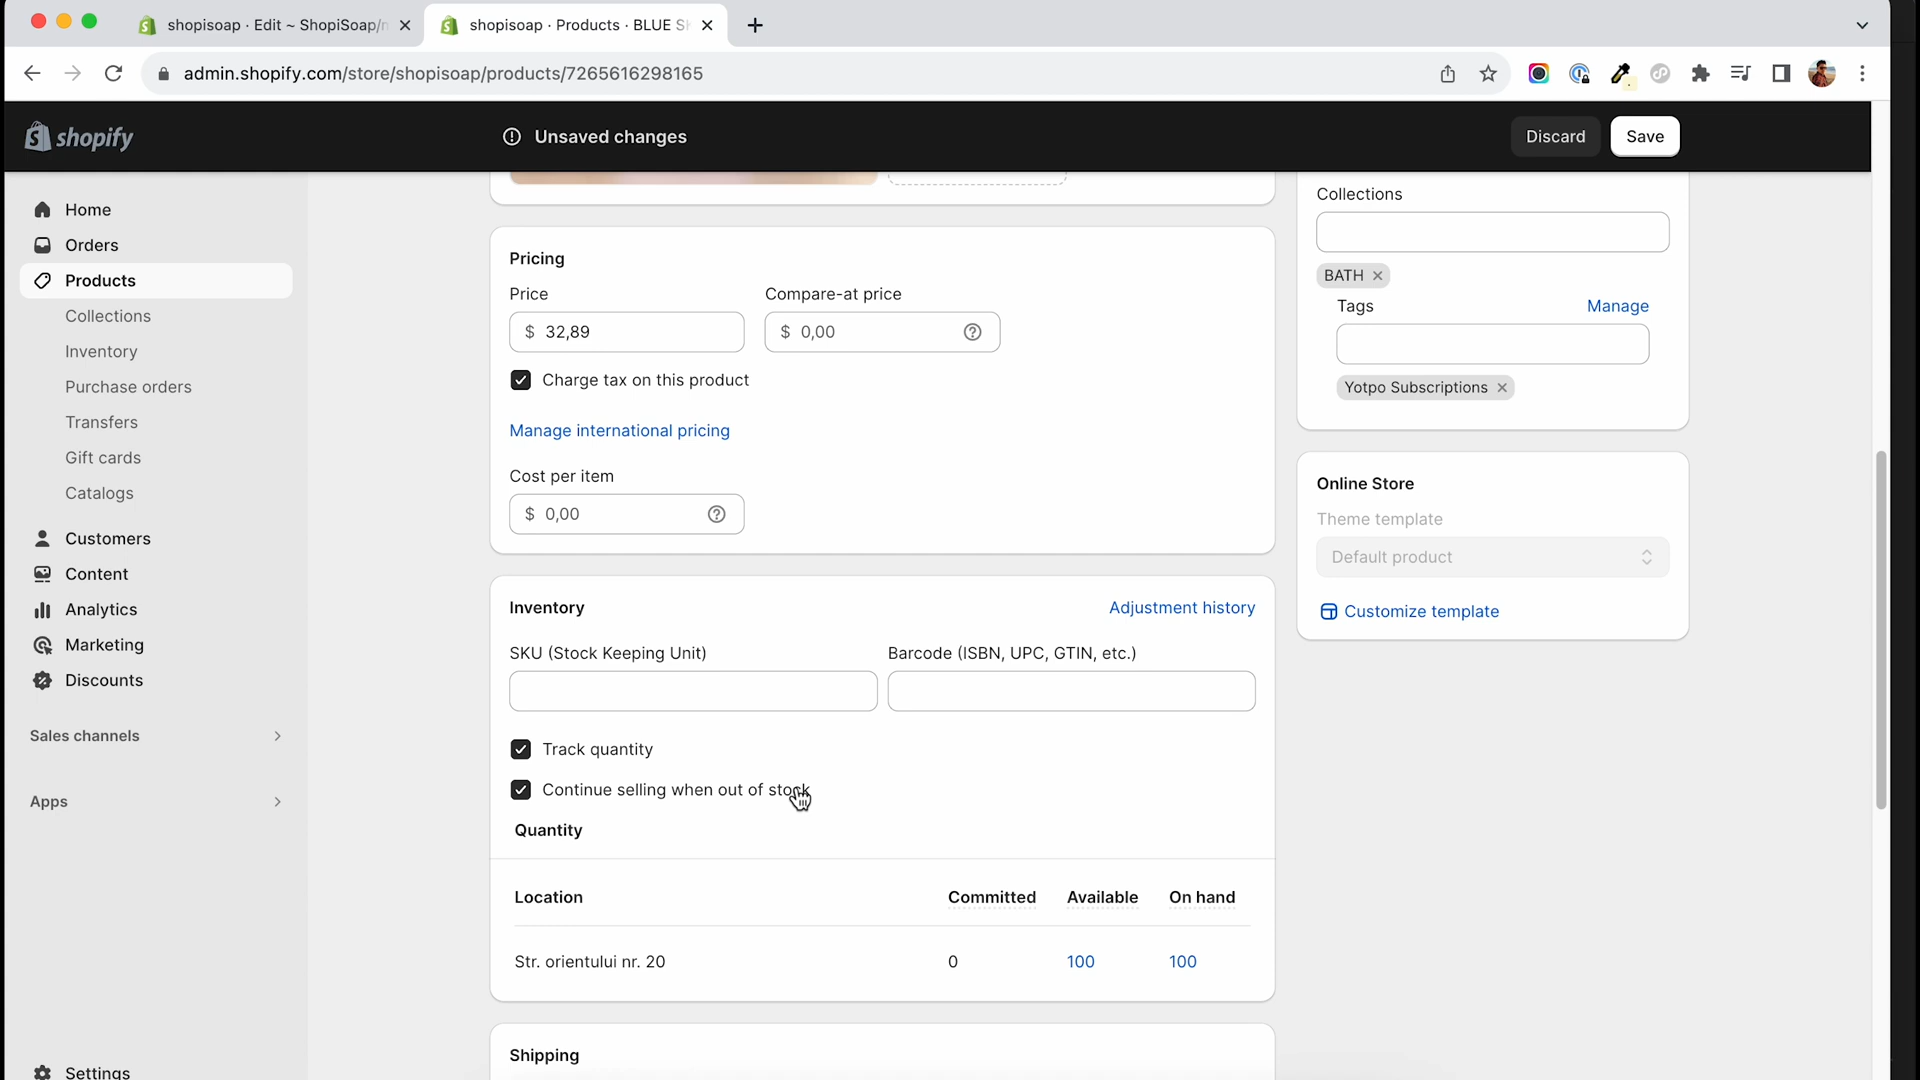 shopisoap · Edit ~ ShopiSoap/
shopisoap · Products · BLUE
admin.shopify.com/store/shopisoap/products/7265616298165
shopify
Unsaved changes
Discard
Save
Home
Orders
Products
Collections
Inventory
Purchase orders
Transfers
Gift cards
Catalogs
Customers
Content
Analytics
Marketing
Discounts
Sales channels
Apps
Settings
Pricing
Price
Compare-at price
$ 32,89
$ 0,00
Charge tax on this product
Manage international pricing
Cost per item
$ 0,00
Inventory
Adjustment history
SKU (Stock Keeping Unit)
Barcode (ISBN, UPC, GTIN, etc.)
Track quantity
Continue selling when out of stock
Quantity
Location
Committed
Available
On hand
Str. orientului nr. 20
0
100
100
Shipping
Collections
BATH
Tags
Manage
Yotpo Subscriptions
Online Store
Theme template
Default product
Customize template